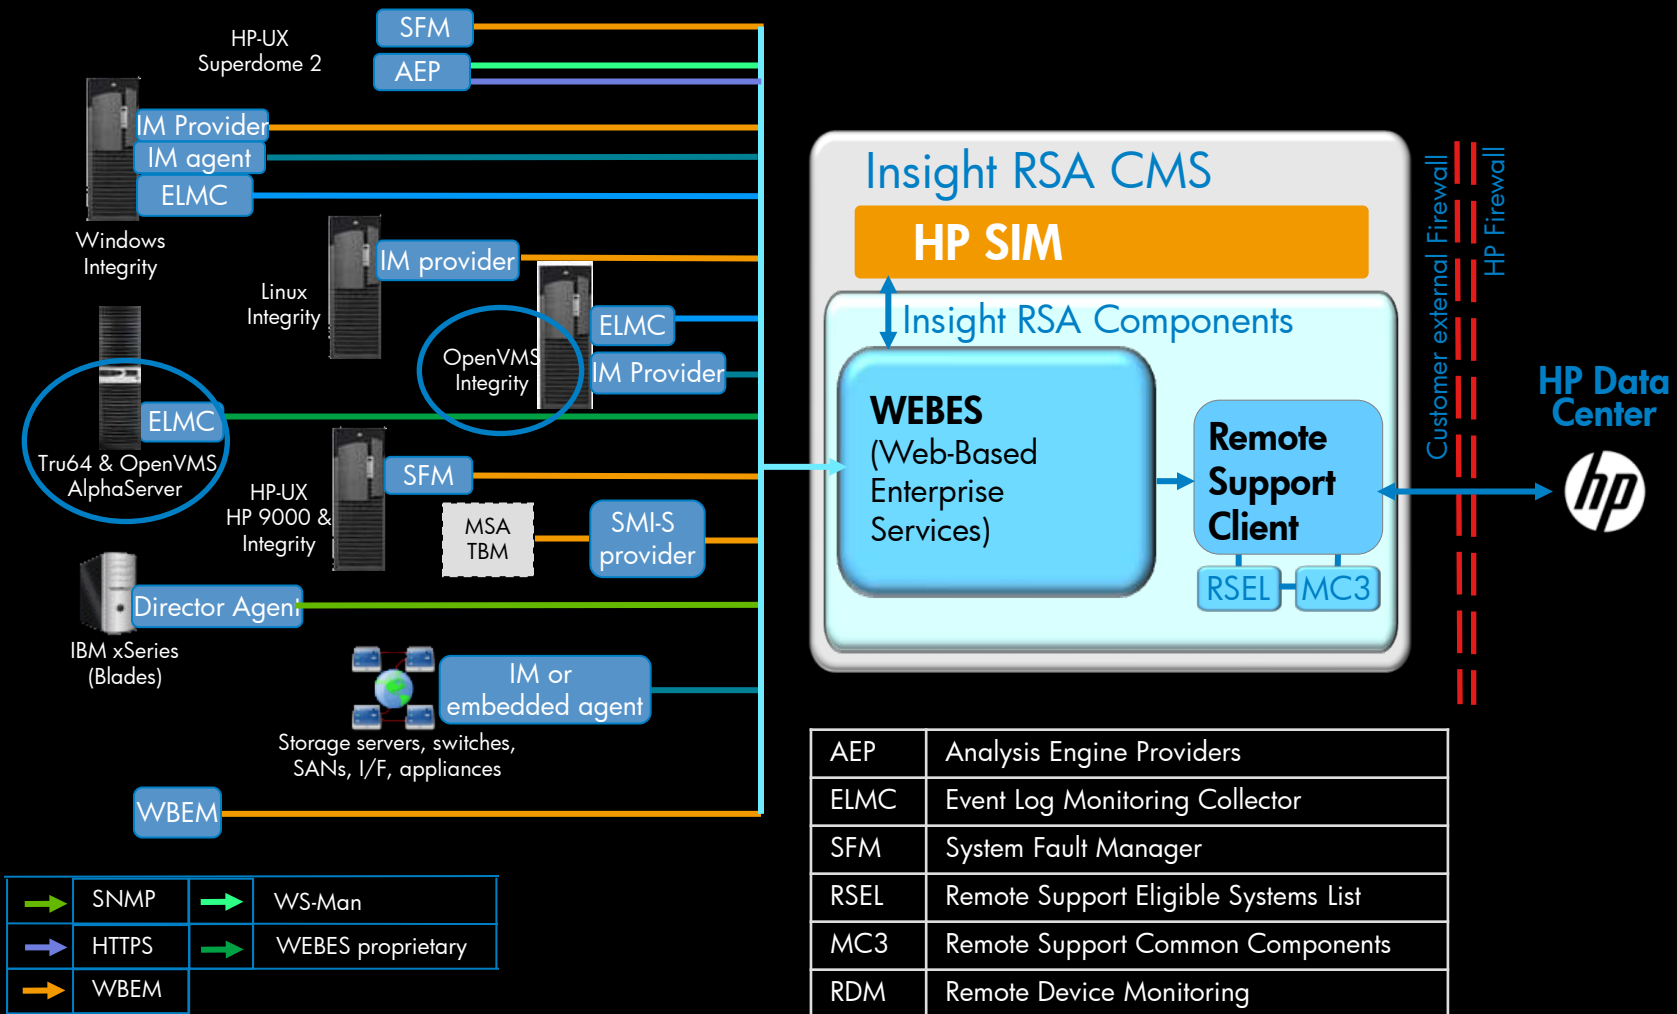 HP-UX
Superdome 2
SFM
AEP
IM Provider
IM agent
ELMC
Windows
Integrity
Linux
Integrity
IM provider
OpenVMS
Integrity
ELMC
IM Provider
ELMC
Tru64 & OpenVMS
AlphaServer
HP-UX
HP 9000 &
Integrity
SFM
MSA
TBM
SMI-S
provider
Director Agent
IBM xSeries
(Blades)
IM or
embedded agent
Storage servers, switches,
SANs, I/F, appliances
WBEM
Insight RSA CMS
HP SIM
Insight RSA Components
WEBES
(Web-Based
Enterprise
Services)
Remote
Support
Client
RSEL
MC3
Customer external Firewall
HP Firewall
HP Data
Center
hp
SNMP
WS-Man
HTTPS
WEBES proprietary
WBEM
AEP Analysis Engine Providers
ELMC Event Log Monitoring Collector
SFM System Fault Manager
RSEL Remote Support Eligible Systems List
MC3 Remote Support Common Components
RDM Remote Device Monitoring